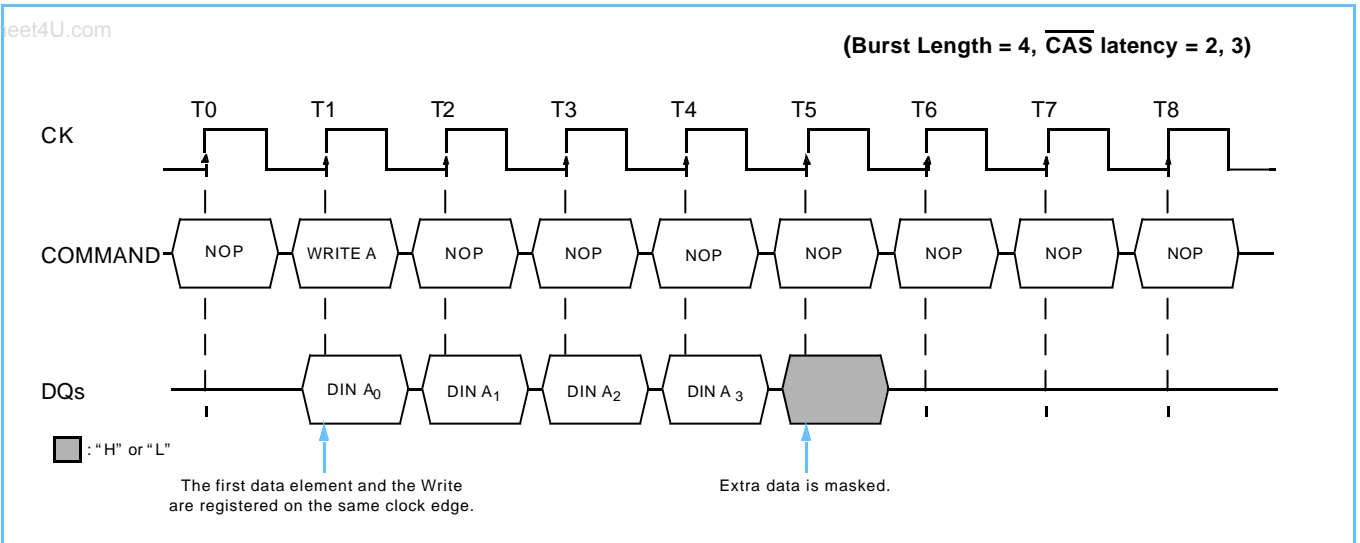 eet4U.com
(Burst Length = 4, CAS latency = 2, 3)
T0 T1 T2 T3 T4 T5 T6 T7 T8
CK
COMMAND NOP WRITE A NOP NOP NOP NOP NOP NOP NOP
DQs DIN A0 DIN A1 DIN A2 DIN A 3
: “H” or “L”
The first data element and the Write
are registered on the same clock edge.
Extra data is masked.